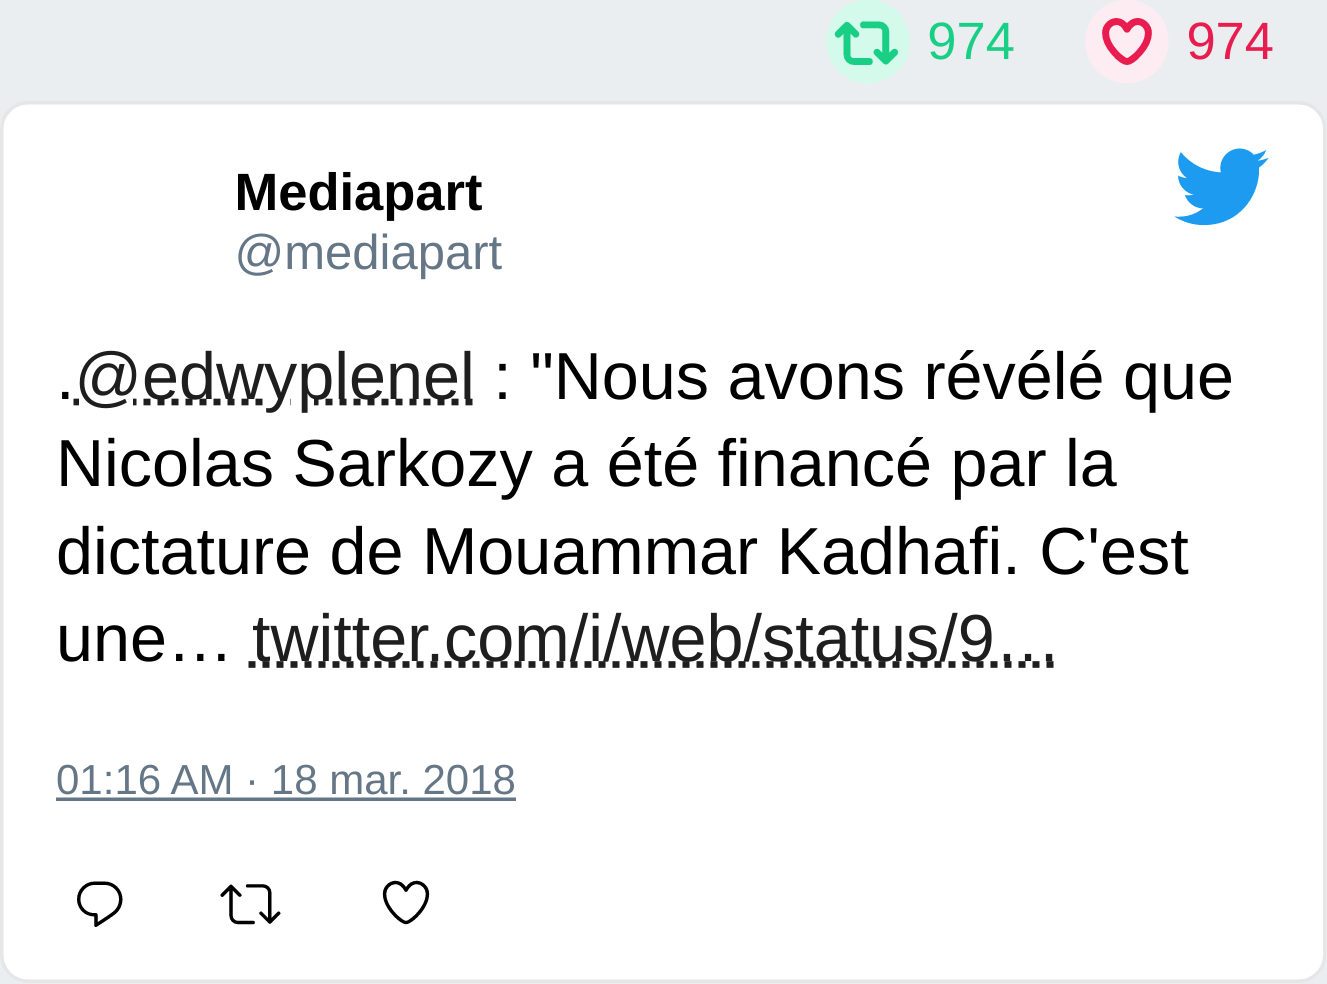 974 974
Mediapart
@mediapart
.@edwyplenel : "Nous avons révélé que
Nicolas Sarkozy a été financé par la
dictature de Mouammar Kadhafi. C'est
une… twitter.com/i/web/status/9…
01:16 AM · 18 mar. 2018